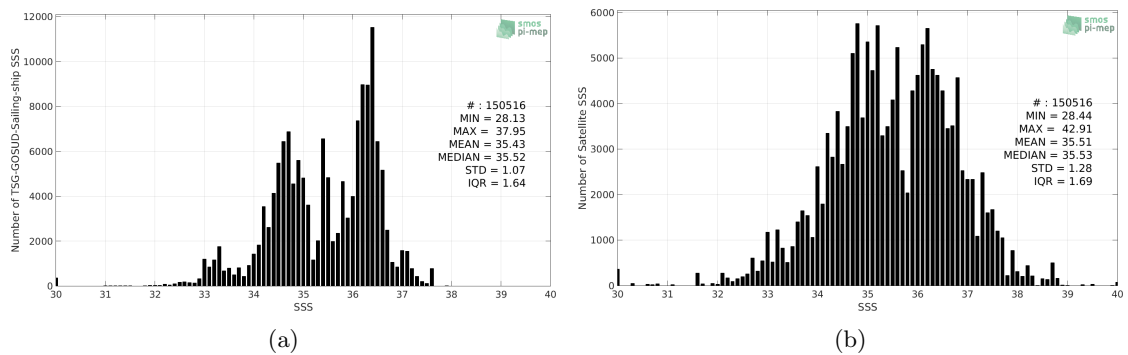 smos
pi-mep
Number of TSG-GOSUD-Sailing-ship SSS
12000
10000
8000
6000
4000
2000
0
# : 150516
MIN = 28.13
MAX = 37.95
MEAN = 35.43
MEDIAN = 35.52
STD = 1.07
IQR = 1.64
30 31 32 33 34 35 36 37 38 39 40
SSS
(a)
smos
pi-mep
Number of Satellite SSS
6000
5000
4000
3000
2000
1000
0
# : 150516
MIN = 28.44
MAX = 42.91
MEAN = 35.51
MEDIAN = 35.53
STD = 1.28
IQR = 1.69
30 31 32 33 34 35 36 37 38 39 40
SSS
(b)